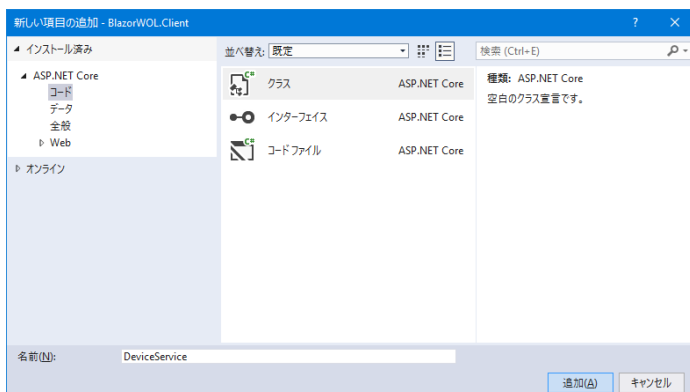 新しい項目の追加 - BlazorWOL.Client
? ×
インストール済み
並べ替え: 既定
検索 (Ctrl+E)
ASP.NET Core
コード
データ
全般
Web
オンライン
C# クラス ASP.NET Core
インターフェイス ASP.NET Core
C# コード ファイル ASP.NET Core
種類: ASP.NET Core
空白のクラス宣言です。
名前(N): DeviceService
追加(A) キャンセル